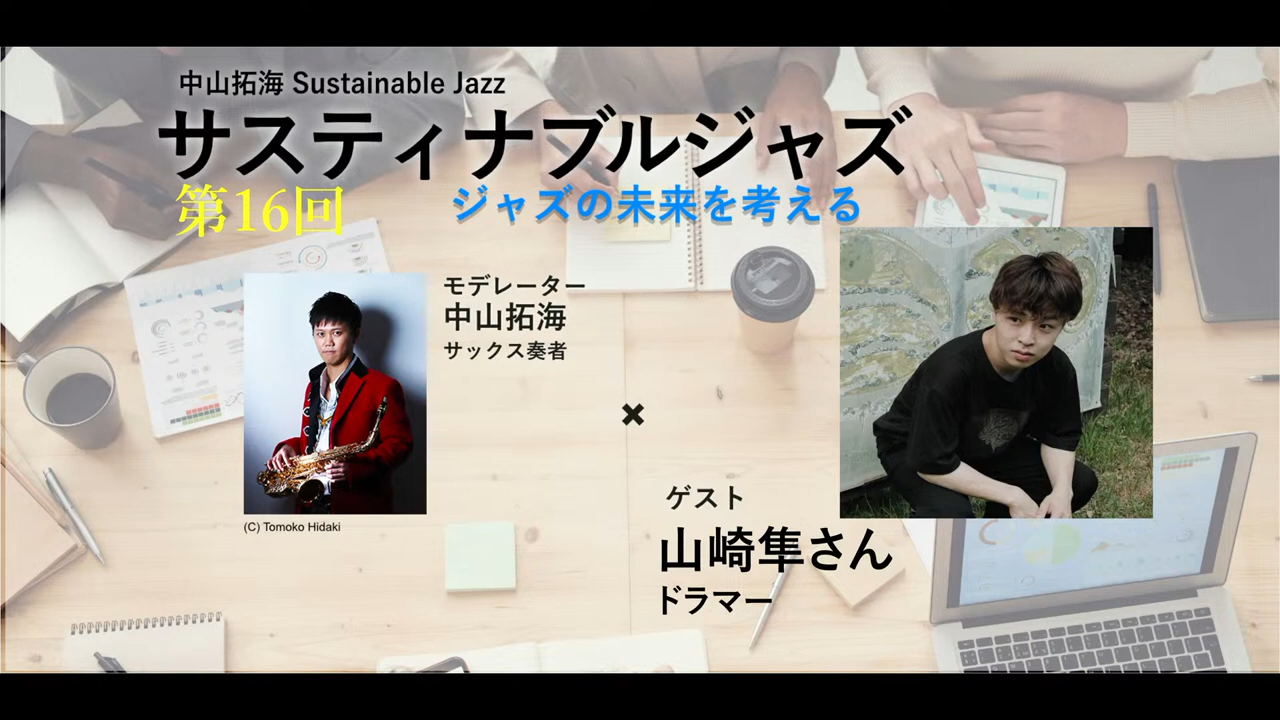 中山拓海 Sustainable Jazz
サスティナブルジャズ
第16回
ジャズの未来を考える
モデレーター
中山拓海
サックス奏者
(C) Tomoko Hidaki
ゲスト
山崎隼さん
ドラマー